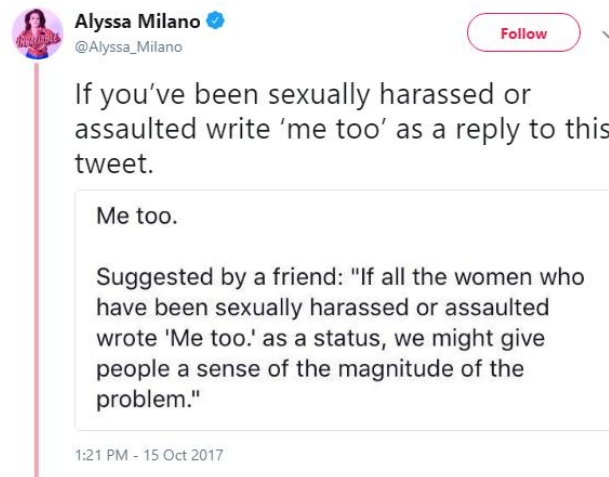 Alyssa Milano
@Alyssa_Milano
Follow
If you’ve been sexually harassed or
assaulted write ‘me too’ as a reply to this
tweet.
Me too.
Suggested by a friend: "If all the women who
have been sexually harassed or assaulted
wrote 'Me too.' as a status, we might give
people a sense of the magnitude of the
problem."
1:21 PM - 15 Oct 2017